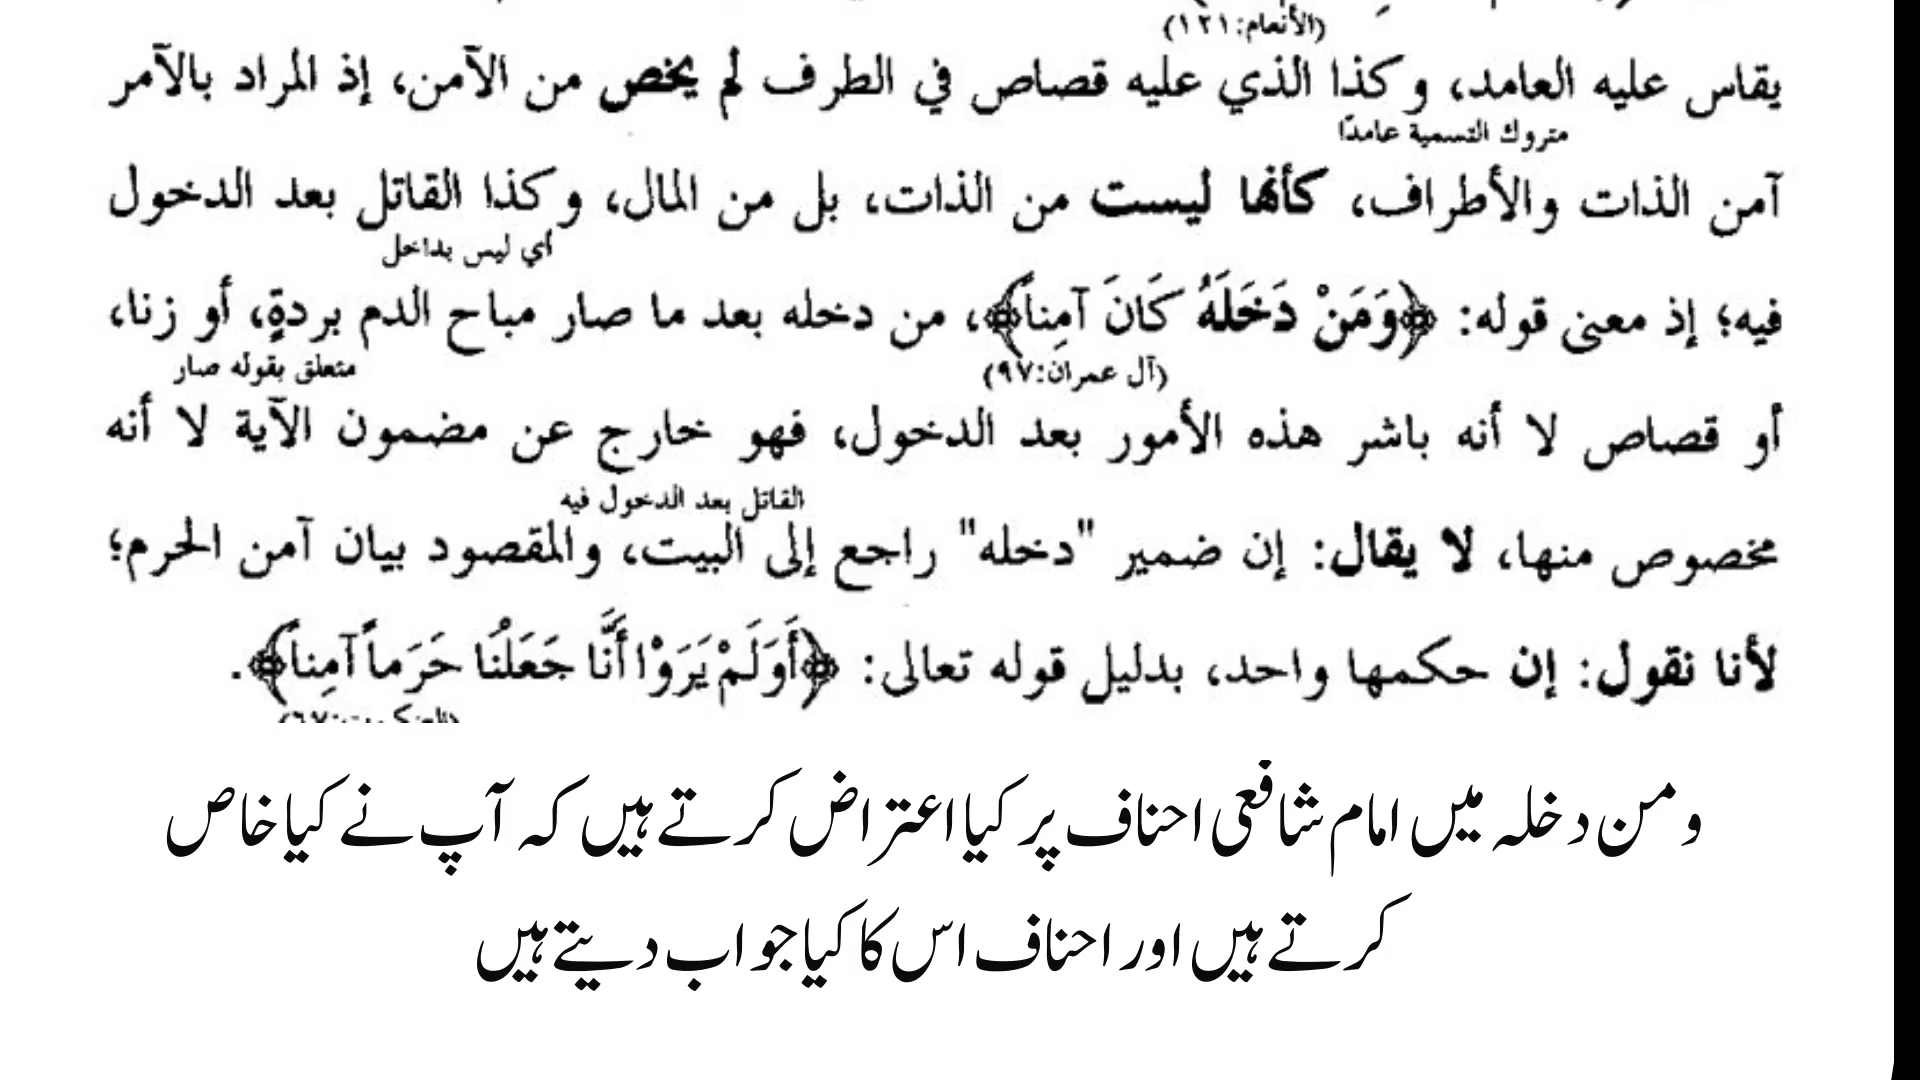 (الأنعام:١٢١)
يقاس عليه العامد، وكذا الذي عليه قصاص في الطرف لم يخص من الآمن، إذ المراد بالآمر
متروك التسمية عامدًا
آمن الذات والأطراف، كأنها ليست من الذات، بل من المال، وكذا القاتل بعد الدخول
أي ليس بداخل
فيه؛ إذ معنى قوله: ﴿وَمَنْ دَخَلَهُ كَانَ آمِناً﴾، من دخله بعد ما صار مباح الدم بردةٍ، أو زنا،
(آل عمران:٩٧) متعلق بقوله صار
أو قصاص لا أنه باشر هذه الأمور بعد الدخول، فهو خارج عن مضمون الآية لا أنه
القاتل بعد الدخول فيه
مخصوص منها، لا يقال: إن ضمير "دخله" راجع إلى البيت، والمقصود بيان آمن الحرم؛
لأنا نقول: إن حكمها واحد، بدليل قوله تعالى: ﴿أَوَلَمْ يَرَوْا أَنَّا جَعَلْنَا حَرَماً آمِناً﴾.
(العنكبوت:٦٧)
ومن دخلہ میں امام شافعی احناف پر کیا اعتراض کرتے ہیں کہ آپ نے کیا خاص
کرتے ہیں اور احناف اس کا کیا جواب دیتے ہیں